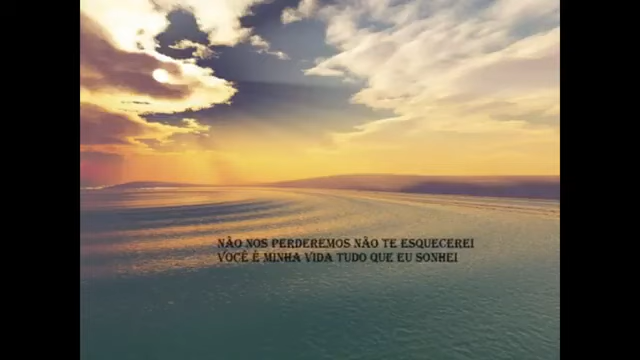 NÃO NOS PERDEREMOS NÃO TE ESQUECEREI
VOCÊ É MINHA VIDA TUDO QUE EU SONHEI